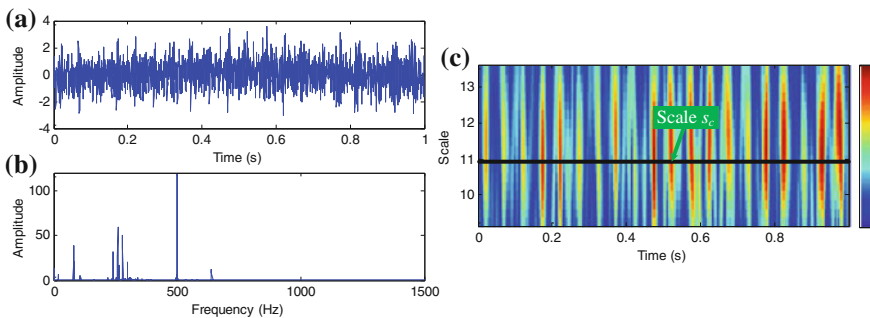 (a)
4
2
0
-2
-4
Amplitude
0
0.2
0.4
0.6
0.8
1
Time (s)
(b)
100
50
0
Amplitude
0
500
1000
1500
Frequency (Hz)
(c)
13
12
11
10
Scale
Scale s_c
0
0.2
0.4
0.6
0.8
Time (s)